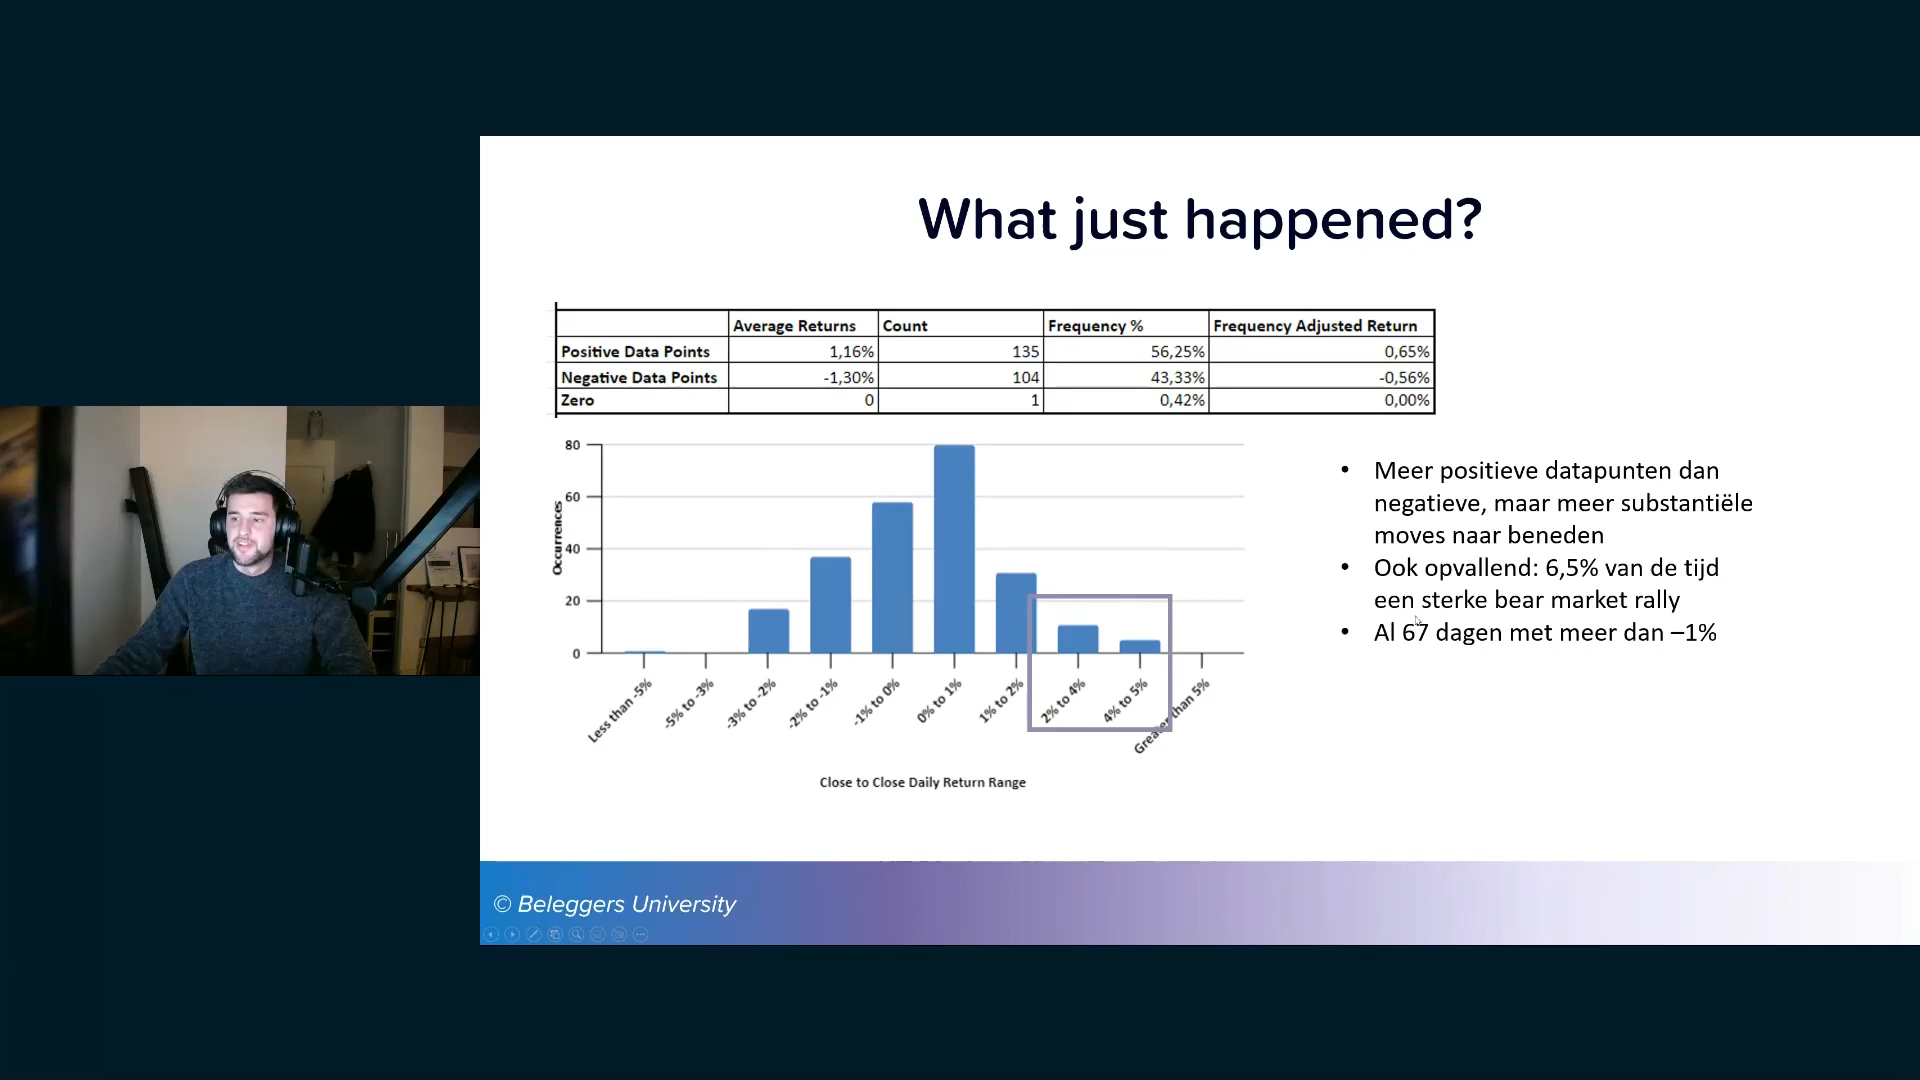 What just happened?
Average Returns Count Frequency % Frequency Adjusted Return
Positive Data Points 1,16% 135 56,25% 0,65%
Negative Data Points -1,30% 104 43,33% -0,56%
Zero 0 1 0,42% 0,00%
80
60
40
20
0
Occurrences
Less than -5%
-5% to -3%
-3% to -2%
-2% to -1%
-1% to 0%
0% to 1%
1% to 2%
2% to 4%
4% to 5%
Greater than 5%
Close to Close Daily Return Range
• Meer positieve datapunten dan
negatieve, maar meer substantiële
moves naar beneden
• Ook opvallend: 6,5% van de tijd
een sterke bear market rally
• Al 67 dagen met meer dan –1%
© Beleggers University